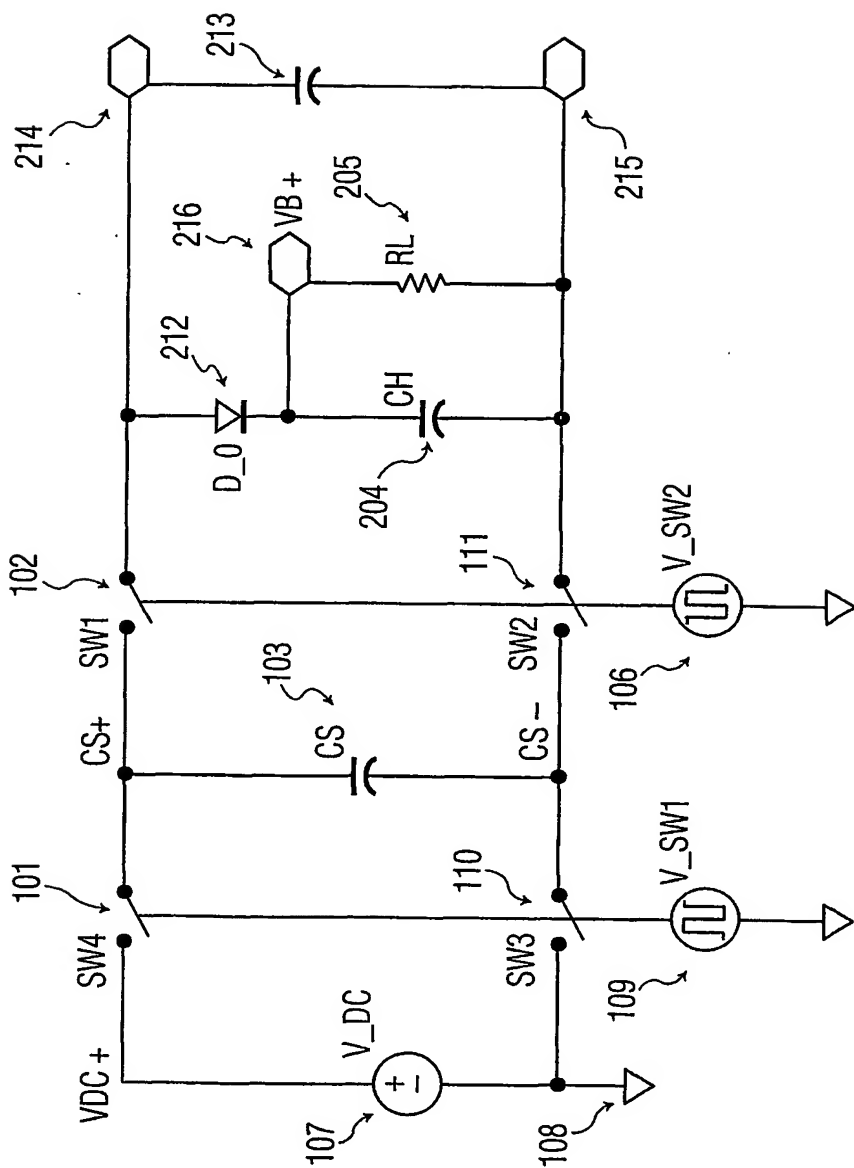 214
213
216
VB +
205
RL
215
212
D_0
CH
204
102
SW1
111
SW2
V_SW2
106
CS+
103
CS
CS −
101
SW4
110
SW3
V_SW1
109
VDC +
V_DC
+
−
107
108